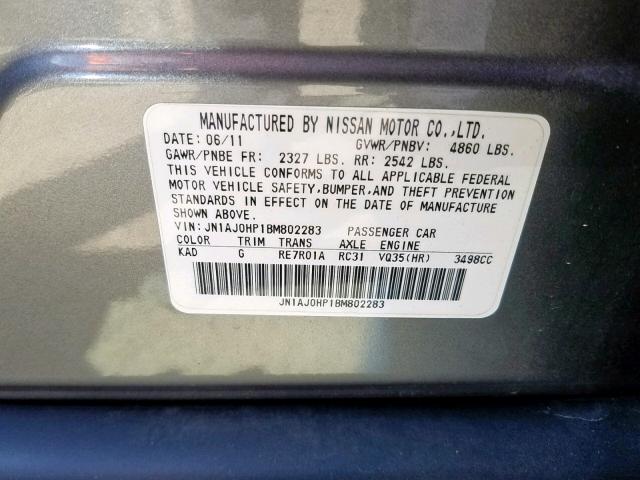 MANUFACTURED BY NISSAN MOTOR CO.,LTD.
DATE: 06/11 GVWR/PNBV: 4860 LBS.
GAWR/PNBE FR: 2327 LBS. RR: 2542 LBS.
THIS VEHICLE CONFORMS TO ALL APPLICABLE FEDERAL
MOTOR VEHICLE SAFETY,BUMPER,AND THEFT PREVENTION
STANDARDS IN EFFECT ON THE DATE OF MANUFACTURE
SHOWN ABOVE.
VIN:JN1AJ0HP1BM802283 PASSENGER CAR
COLOR TRIM TRANS AXLE ENGINE
KAD G RE7R01A RC31 VQ35(HR) 3498CC
JN1AJ0HP1BM802283